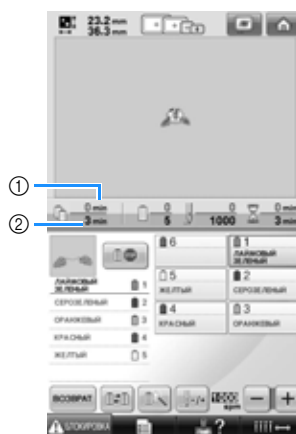 23.2 mm
36.3 mm
①
②
0 min 0 0 0 min
3 min 5 1000 3 min
6
1
ЛАЙМОВЫЙ
ЗЕЛЕНЫЙ
5
ЖЕЛТЫЙ
2
СЕРОЗЕЛЕНЫЙ
4
КРАСНЫЙ
3
ОРАНЖЕВЫЙ
ЛАЙМОВЫЙ
ЗЕЛЕНЫЙ 1
СЕРОЗЕЛЕНЫЙ 2
ОРАНЖЕВЫЙ 3
КРАСНЫЙ 4
ЖЕЛТЫЙ 5
ВОЗВРАТ
-/+
1000
spm
− +
БЛОКИРОВКА
?